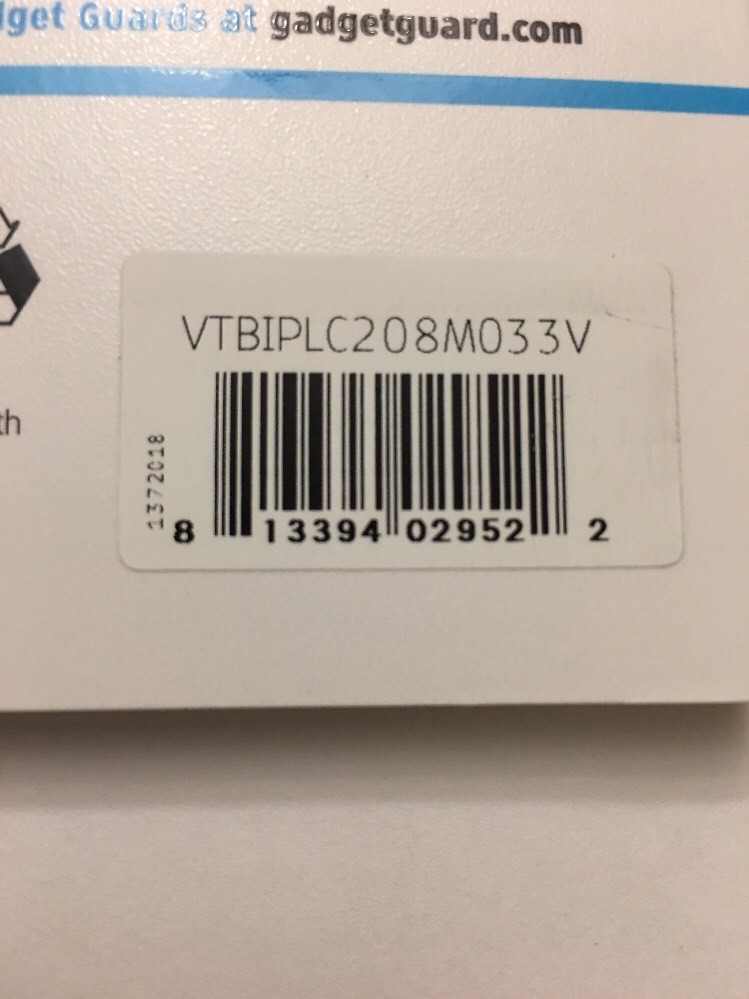 dget Guards at gadgetguard.com
th
VTBIPLC208M033V
1372018
8 13394 02952 2